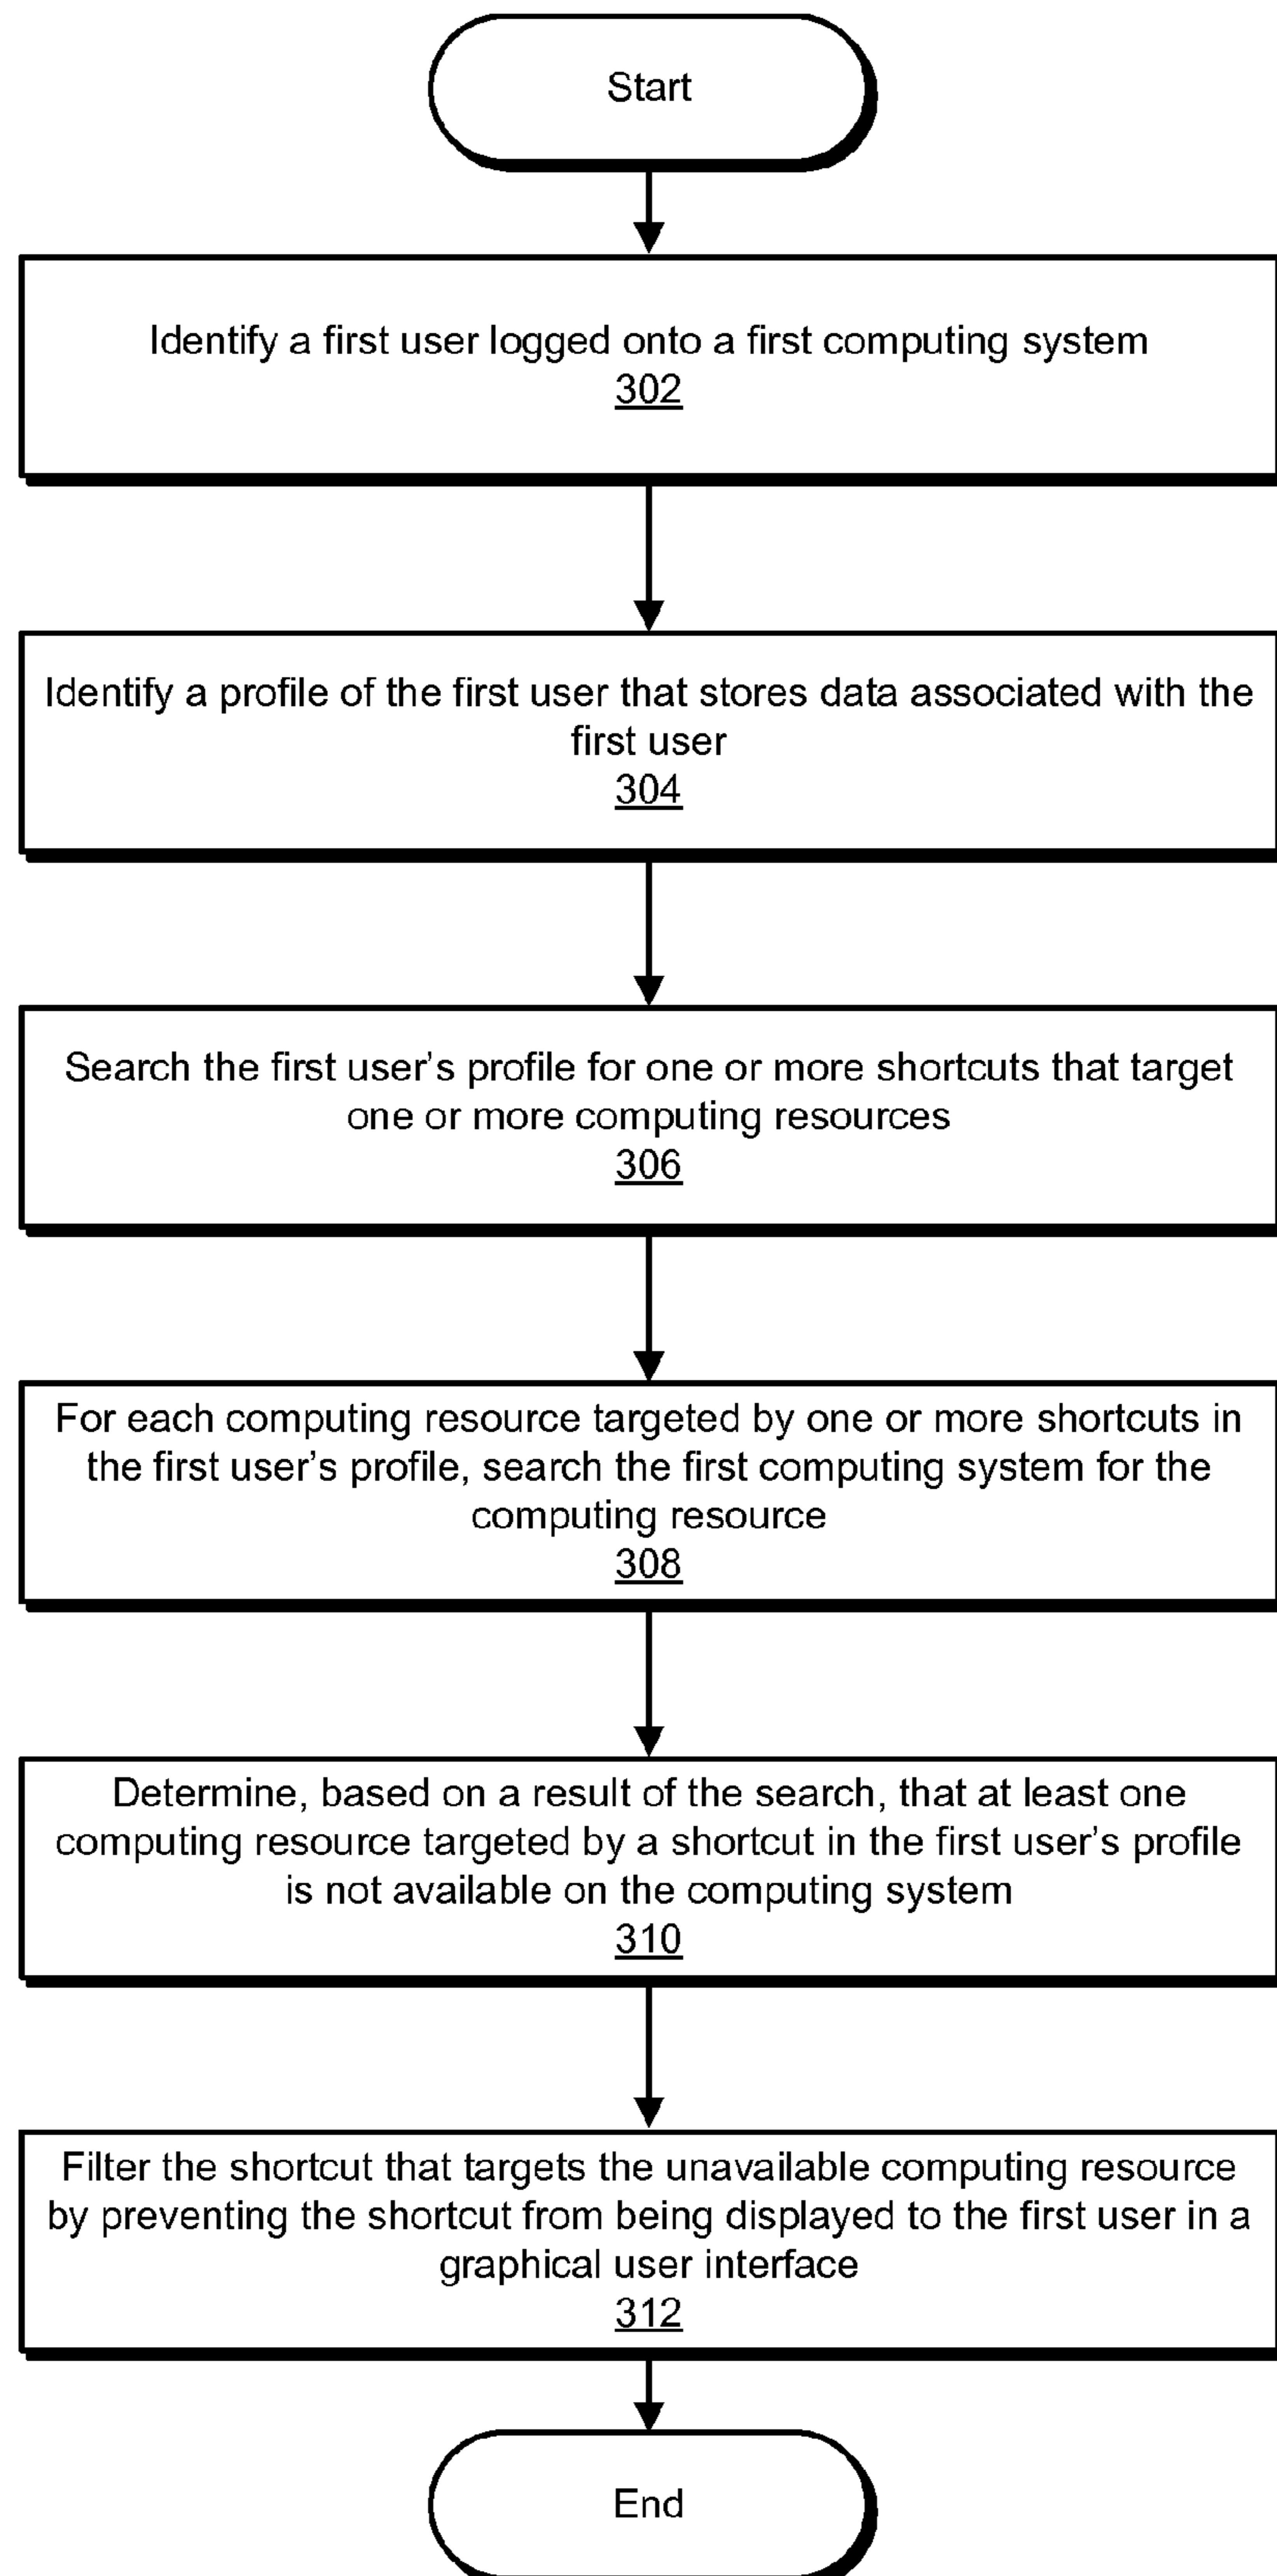 Start
Identify a first user logged onto a first computing system
302
Identify a profile of the first user that stores data associated with the
first user
304
Search the first user's profile for one or more shortcuts that target
one or more computing resources
306
For each computing resource targeted by one or more shortcuts in
the first user's profile, search the first computing system for the
computing resource
308
Determine, based on a result of the search, that at least one
computing resource targeted by a shortcut in the first user's profile
is not available on the computing system
310
Filter the shortcut that targets the unavailable computing resource
by preventing the shortcut from being displayed to the first user in a
graphical user interface
312
End